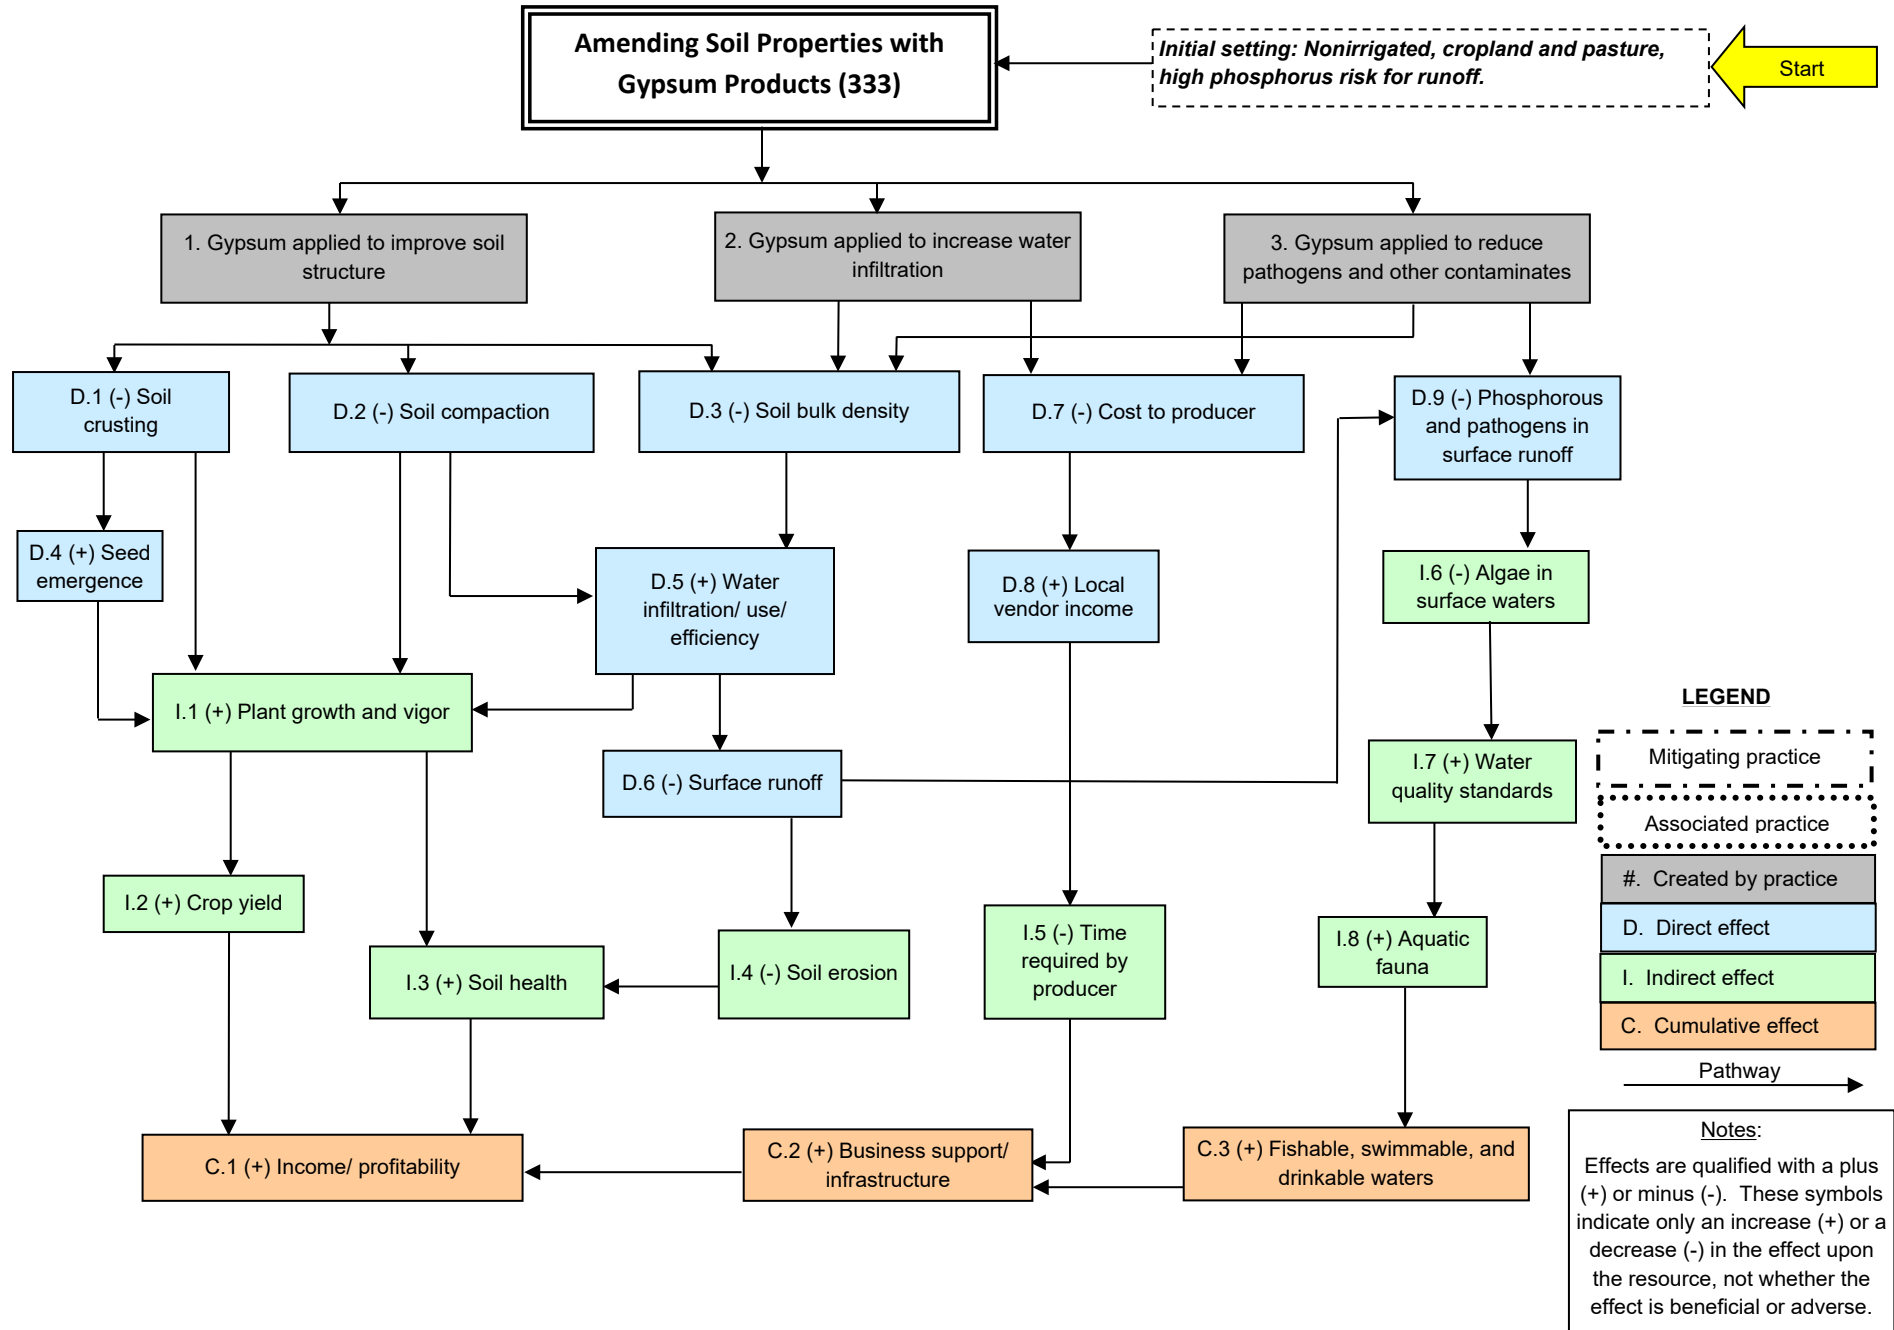 Amending Soil Properties with
Gypsum Products (333)
Initial setting: Nonirrigated, cropland and pasture,
high phosphorus risk for runoff.
Start
1. Gypsum applied to improve soil
structure
2. Gypsum applied to increase water
infiltration
3. Gypsum applied to reduce
pathogens and other contaminates
D.1 (-) Soil
crusting
D.2 (-) Soil compaction
D.3 (-) Soil bulk density
D.7 (-) Cost to producer
D.9 (-) Phosphorous
and pathogens in
surface runoff
D.4 (+) Seed
emergence
D.5 (+) Water
infiltration/ use/
efficiency
D.8 (+) Local
vendor income
I.6 (-) Algae in
surface waters
I.1 (+) Plant growth and vigor
D.6 (-) Surface runoff
I.7 (+) Water
quality standards
I.2 (+) Crop yield
I.3 (+) Soil health
I.4 (-) Soil erosion
I.5 (-) Time
required by
producer
I.8 (+) Aquatic
fauna
C.1 (+) Income/ profitability
C.2 (+) Business support/
infrastructure
C.3 (+) Fishable, swimmable, and
drinkable waters
LEGEND
Mitigating practice
Associated practice
#. Created by practice
D. Direct effect
I. Indirect effect
C. Cumulative effect
Pathway
Notes:
Effects are qualified with a plus
(+) or minus (-). These symbols
indicate only an increase (+) or a
decrease (-) in the effect upon
the resource, not whether the
effect is beneficial or adverse.